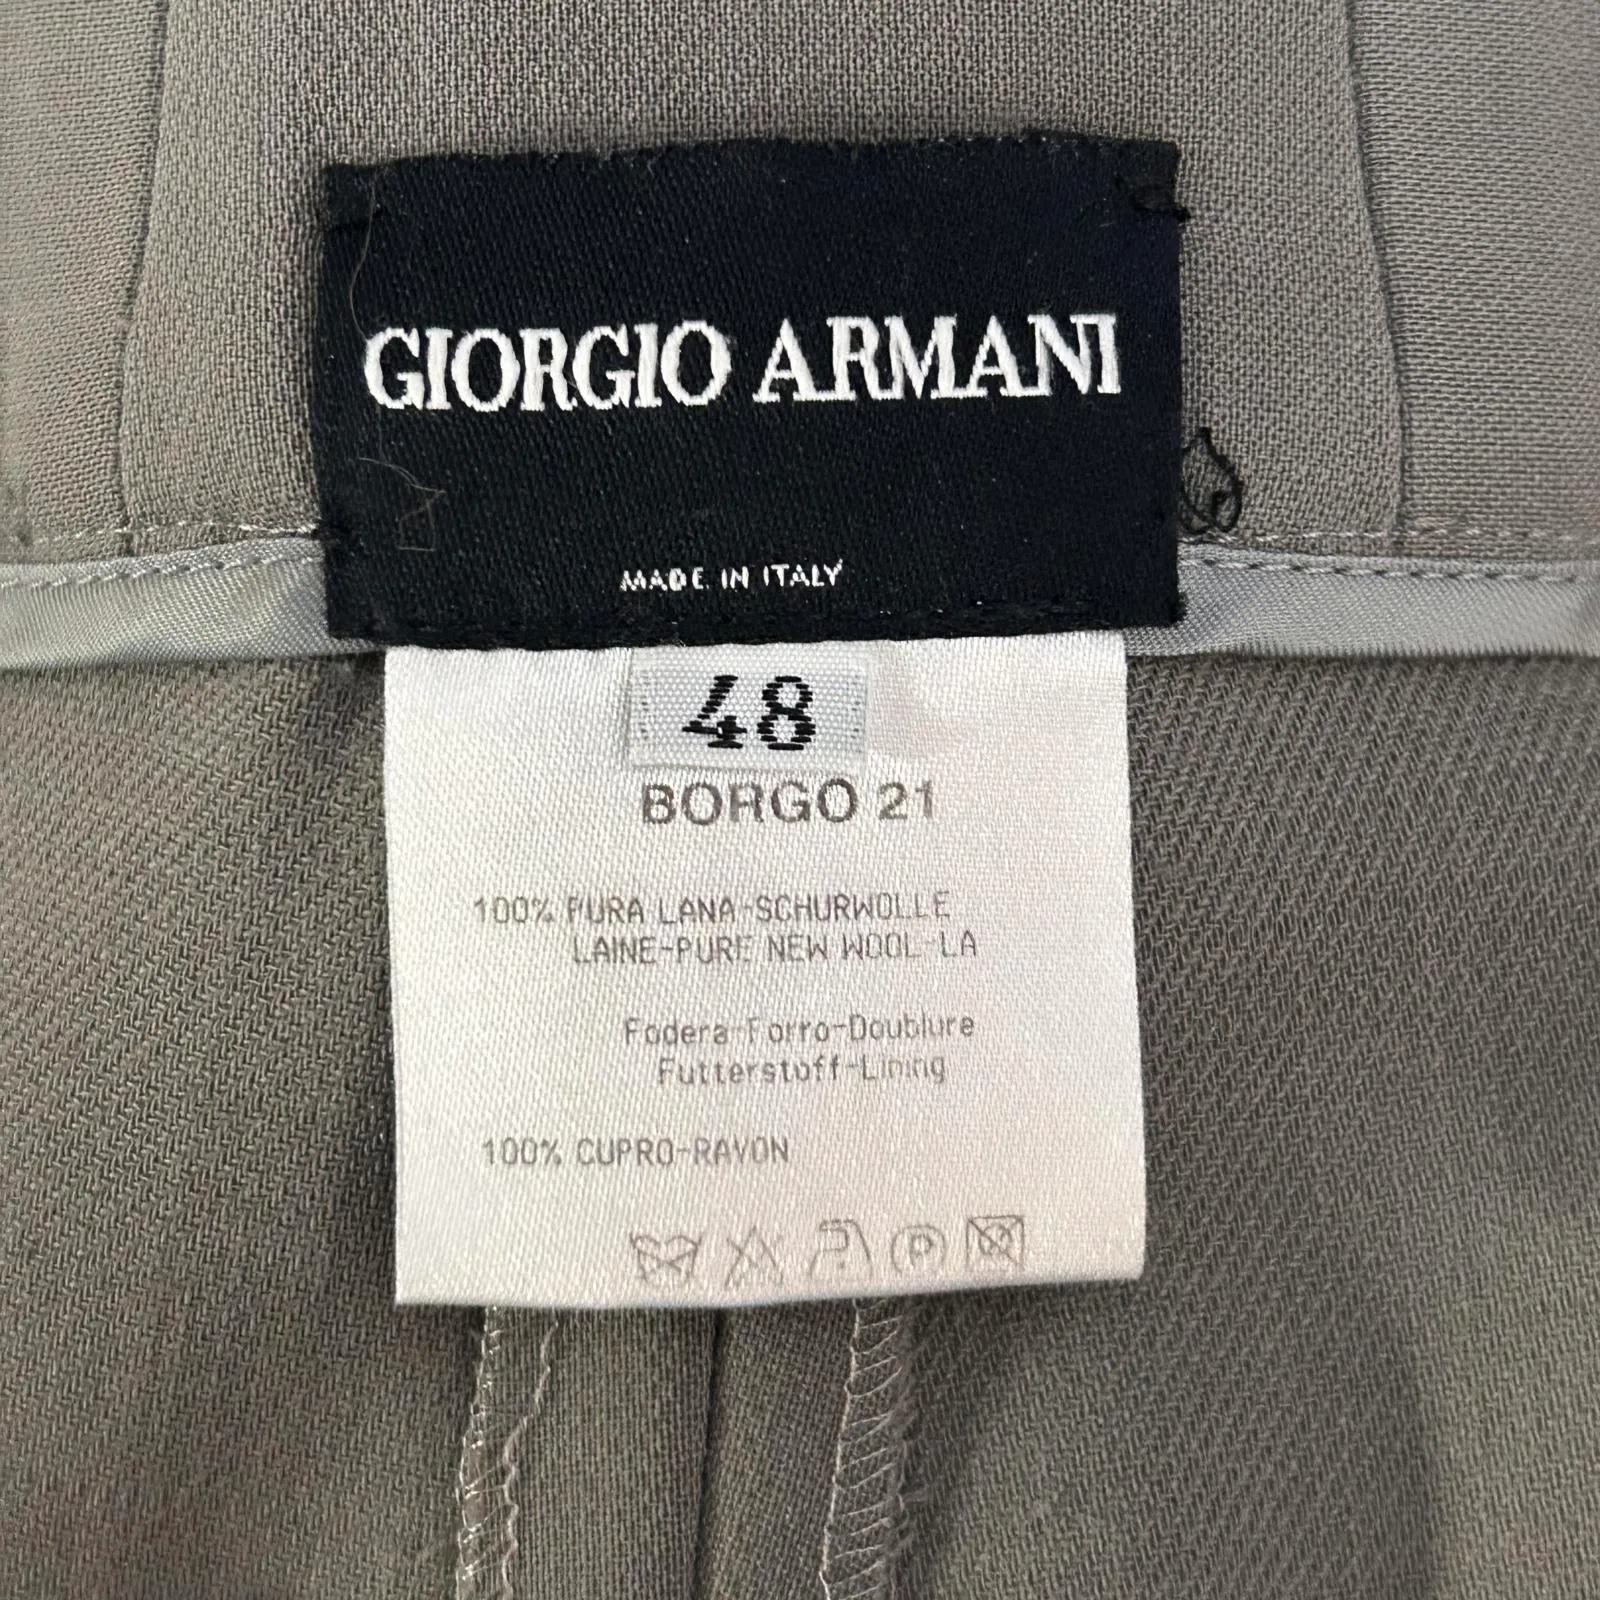 GIORGIO ARMANI
MADE IN ITALY
48
BORGO 21
100% PURA LANA-SCHURWOLLE
LAINE-PURE NEW WOOL-LA
Fodera-Forro-Doublure
Futterstoff-Lining
100% CUPRO-RAYON
P